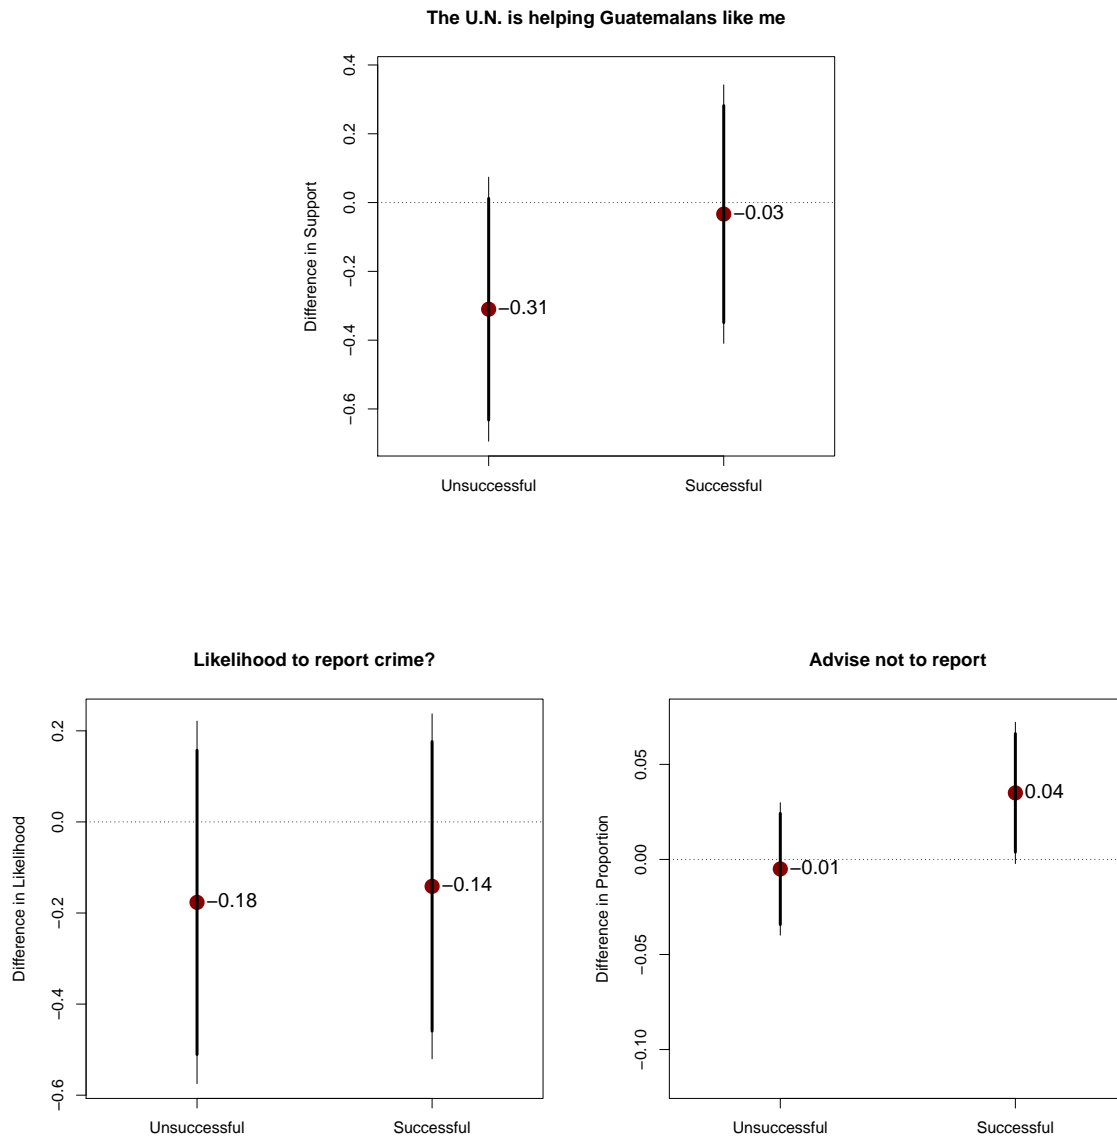 The U.N. is helping Guatemalans like me
Difference in Support
0.4
0.2
0.0
−0.2
−0.4
−0.6
−0.31
−0.03
Unsuccessful Successful
Likelihood to report crime?
Difference in Likelihood
0.2
0.0
−0.2
−0.4
−0.6
−0.18
−0.14
Unsuccessful Successful
Advise not to report
Difference in Proportion
0.05
0.00
−0.05
−0.10
−0.01
0.04
Unsuccessful Successful